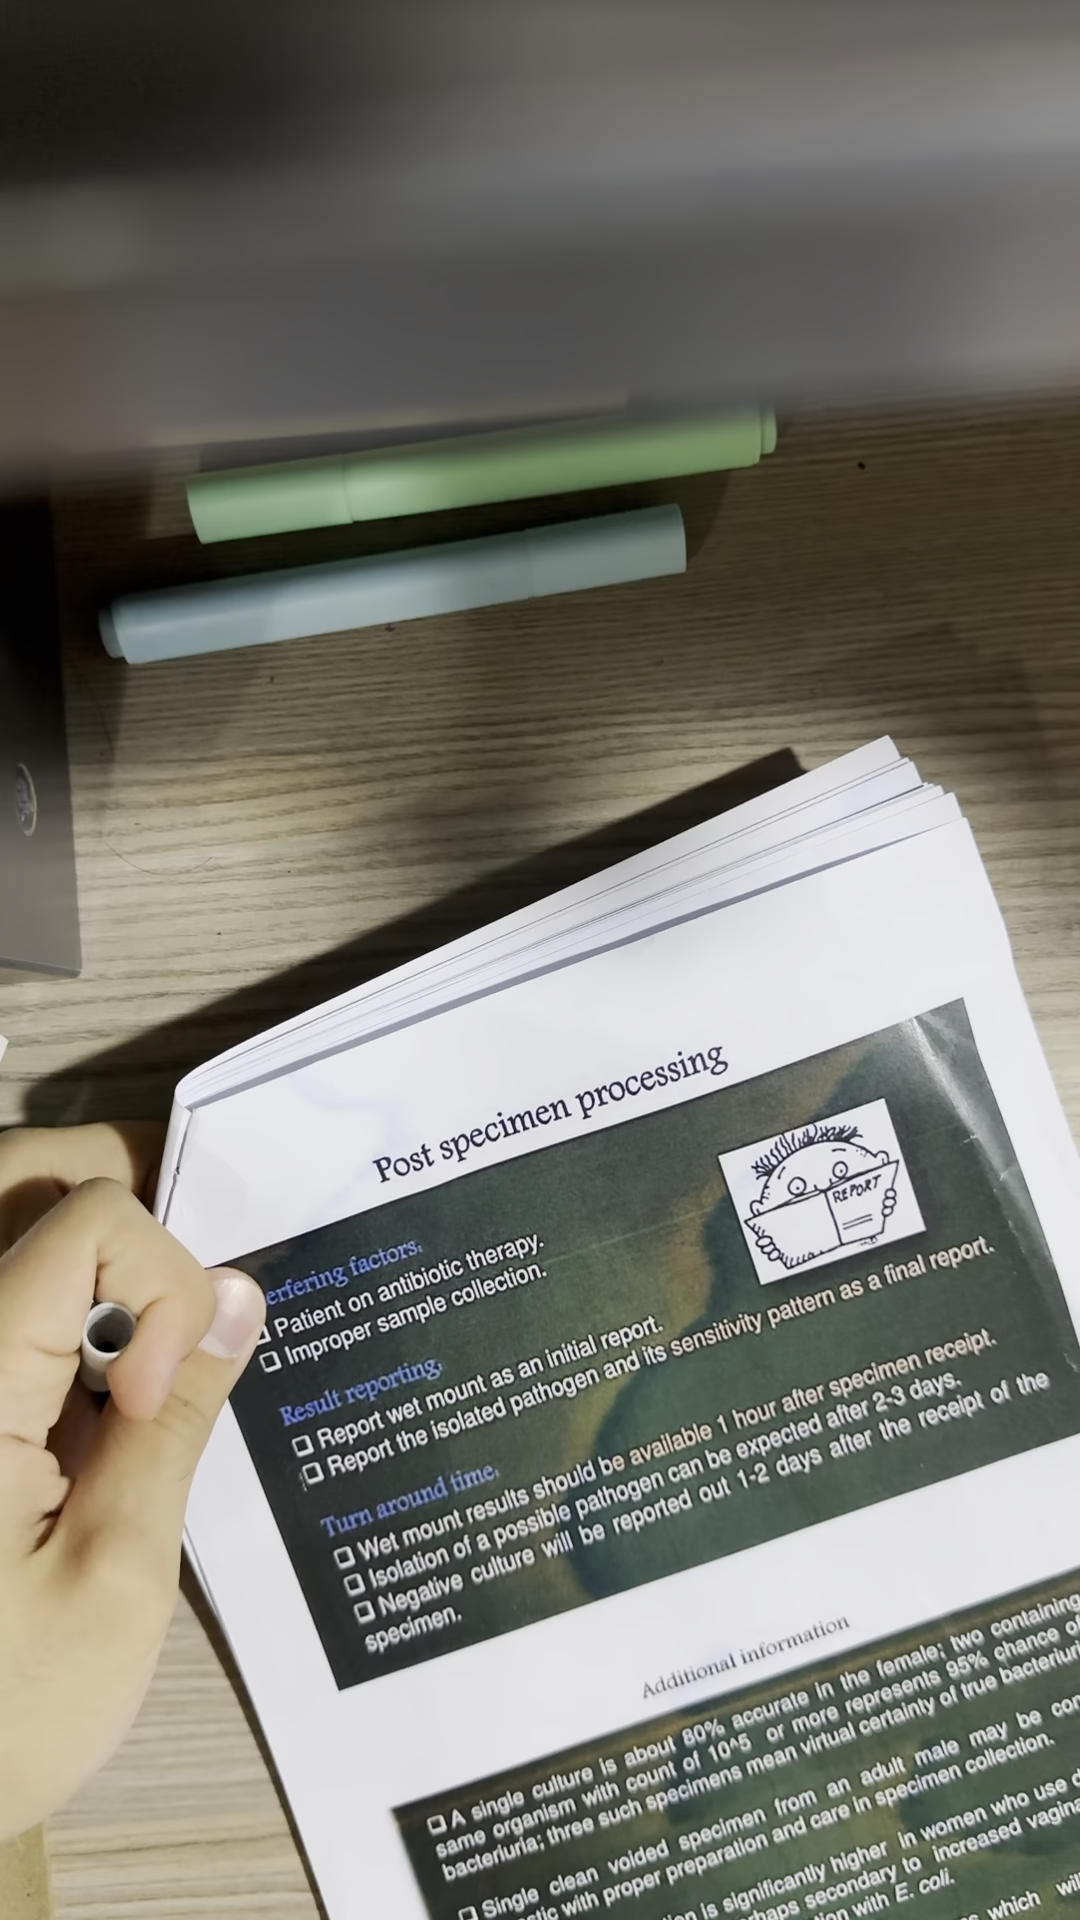 Post specimen processing
REPORT
erfering factors:
❑ Patient on antibiotic therapy.
❑ Improper sample collection.
Result reporting:
❑ Report wet mount as an initial report.
❑ Report the isolated pathogen and its sensitivity pattern as a final report.
Turn around time:
❑ Wet mount results should be available 1 hour after specimen receipt.
❑ Isolation of a possible pathogen can be expected after 2-3 days.
❑ Negative culture will be reported out 1-2 days after the receipt of the
specimen.
Additional information
❑ A single culture is about 80% accurate in the female; two containing
same organism with count of 10^5 or more represents 95% chance of
bacteriuria; three such specimens mean virtual certainty of true bacteriuri
❑ Single clean voided specimen from an adult male may be con
stic with proper preparation and care in specimen collection.
ion is significantly higher in women who use d
rhaps secondary to increased vagina
tion with E. coli.
which will